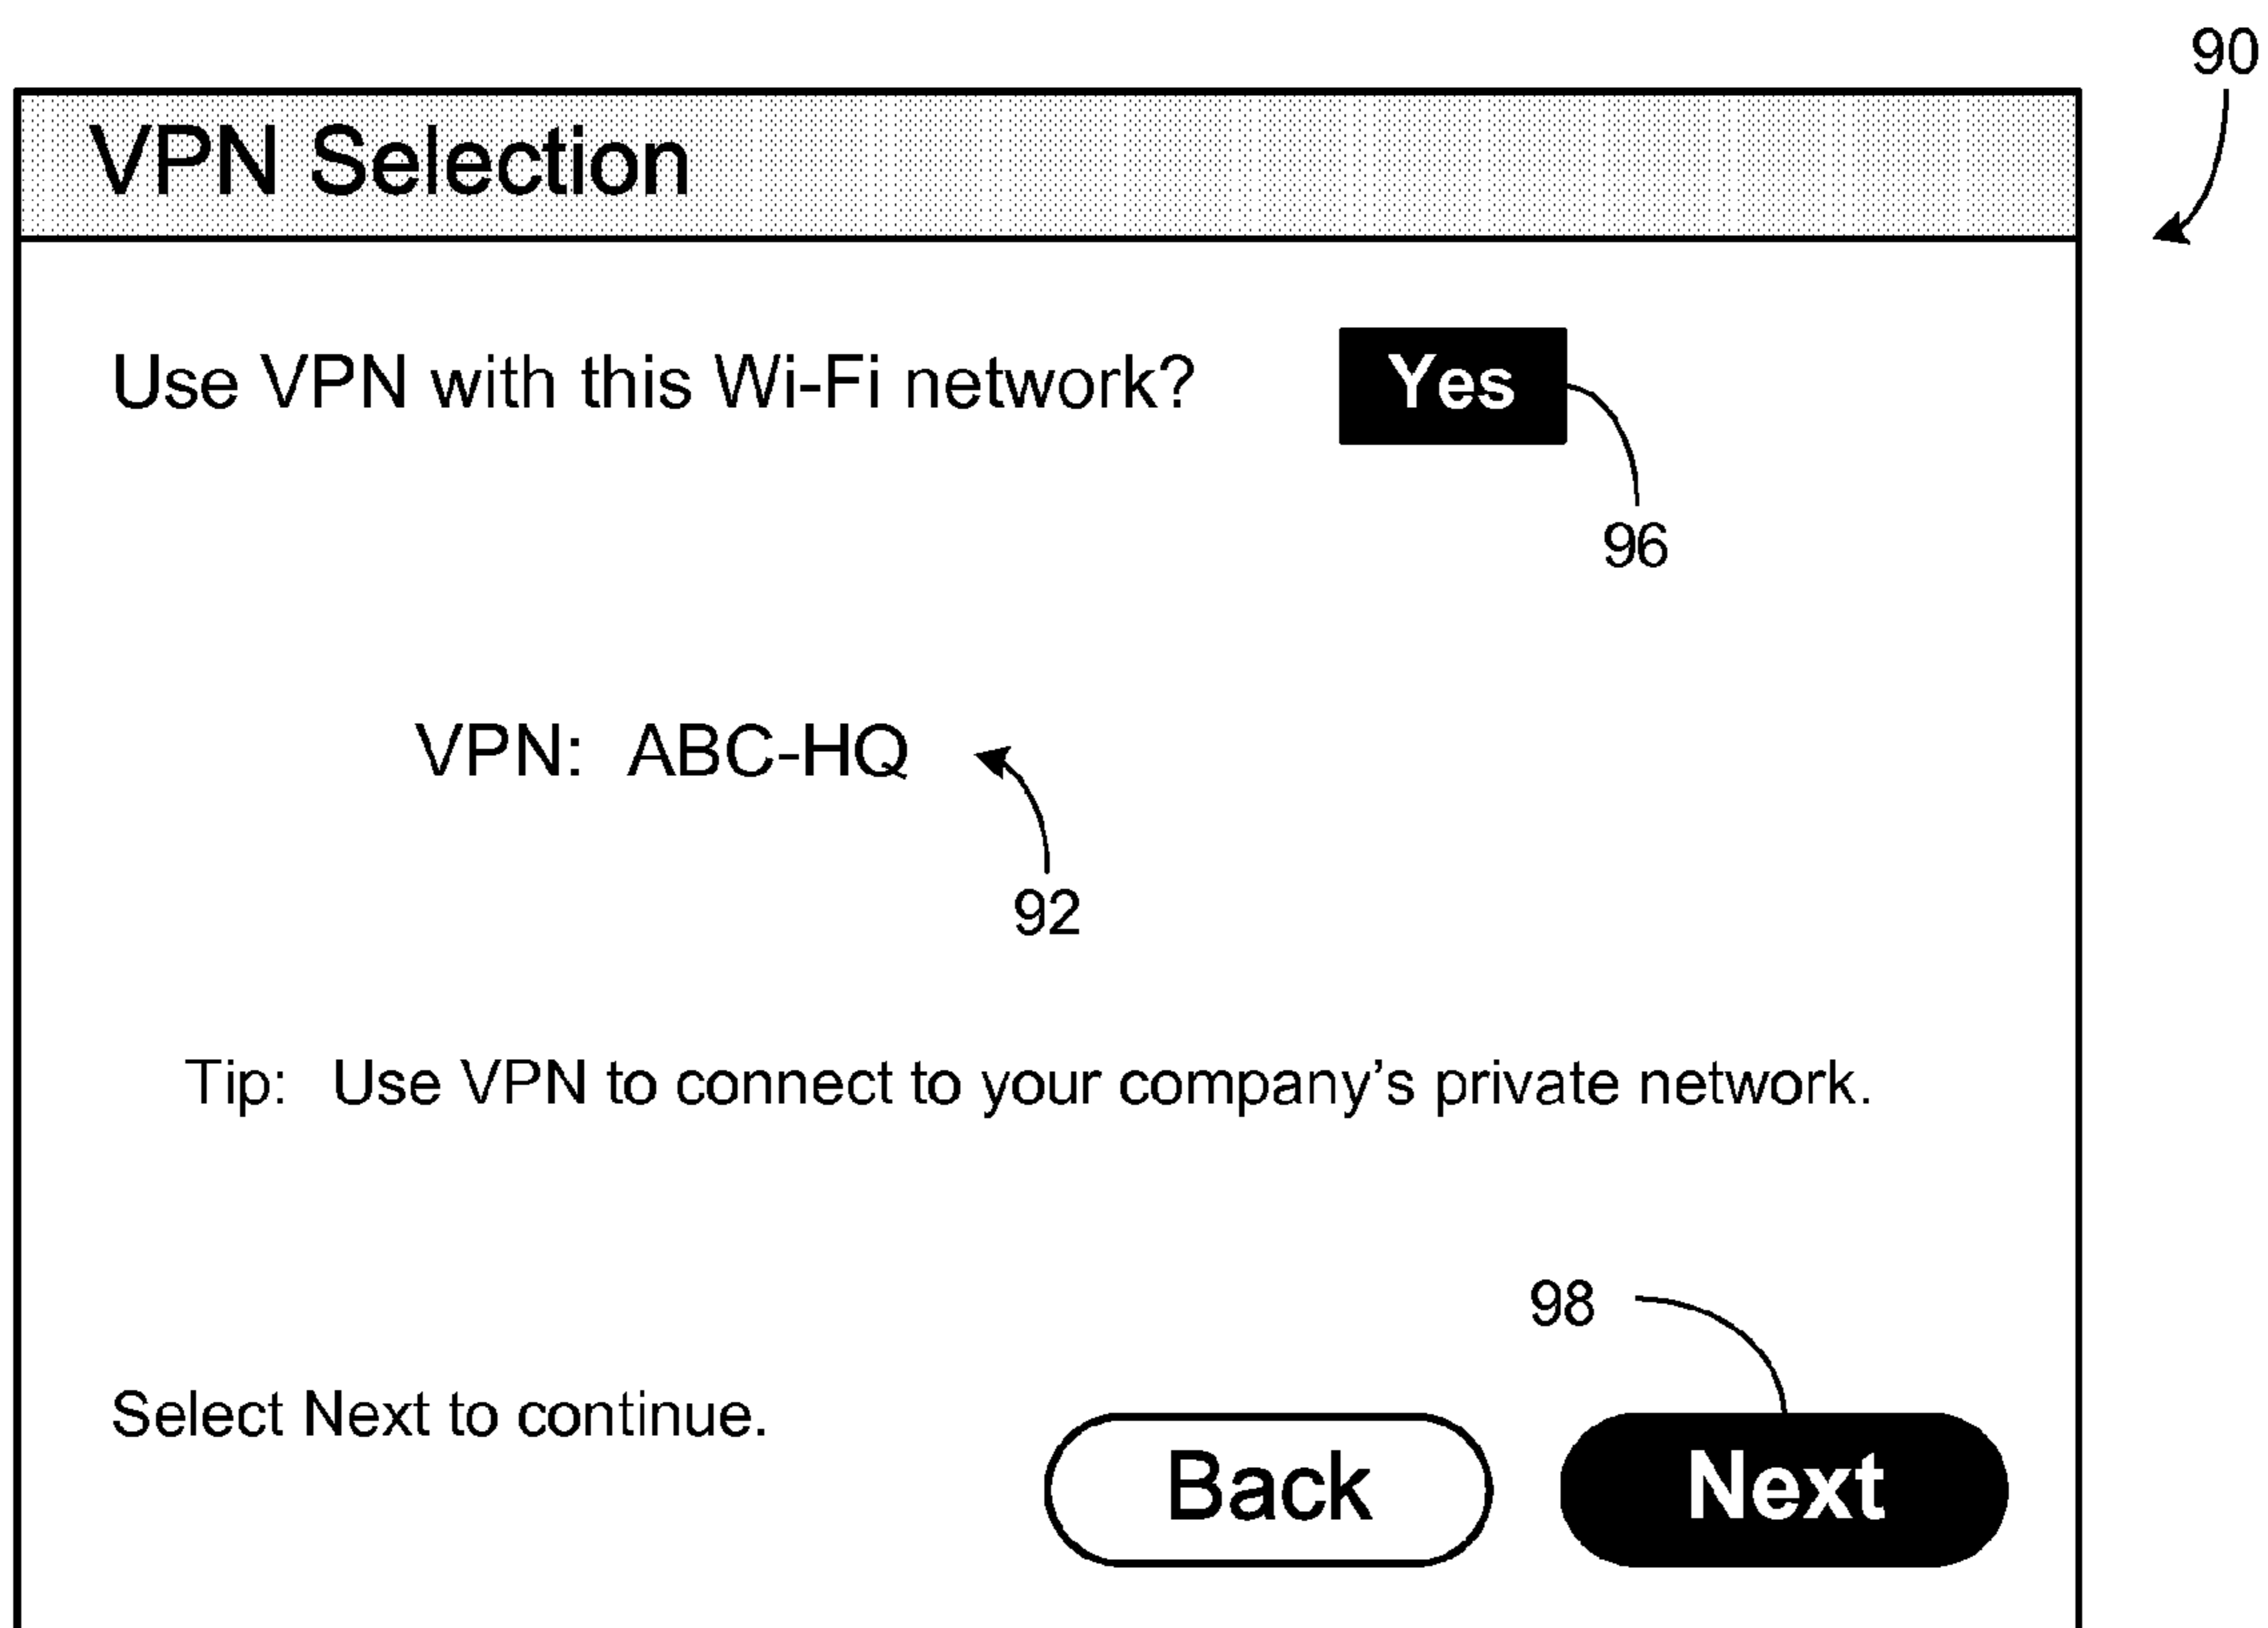 90
VPN Selection
Use VPN with this Wi-Fi network? Yes
96
VPN: ABC-HQ
92
Tip: Use VPN to connect to your company’s private network.
98
Select Next to continue.
Back Next